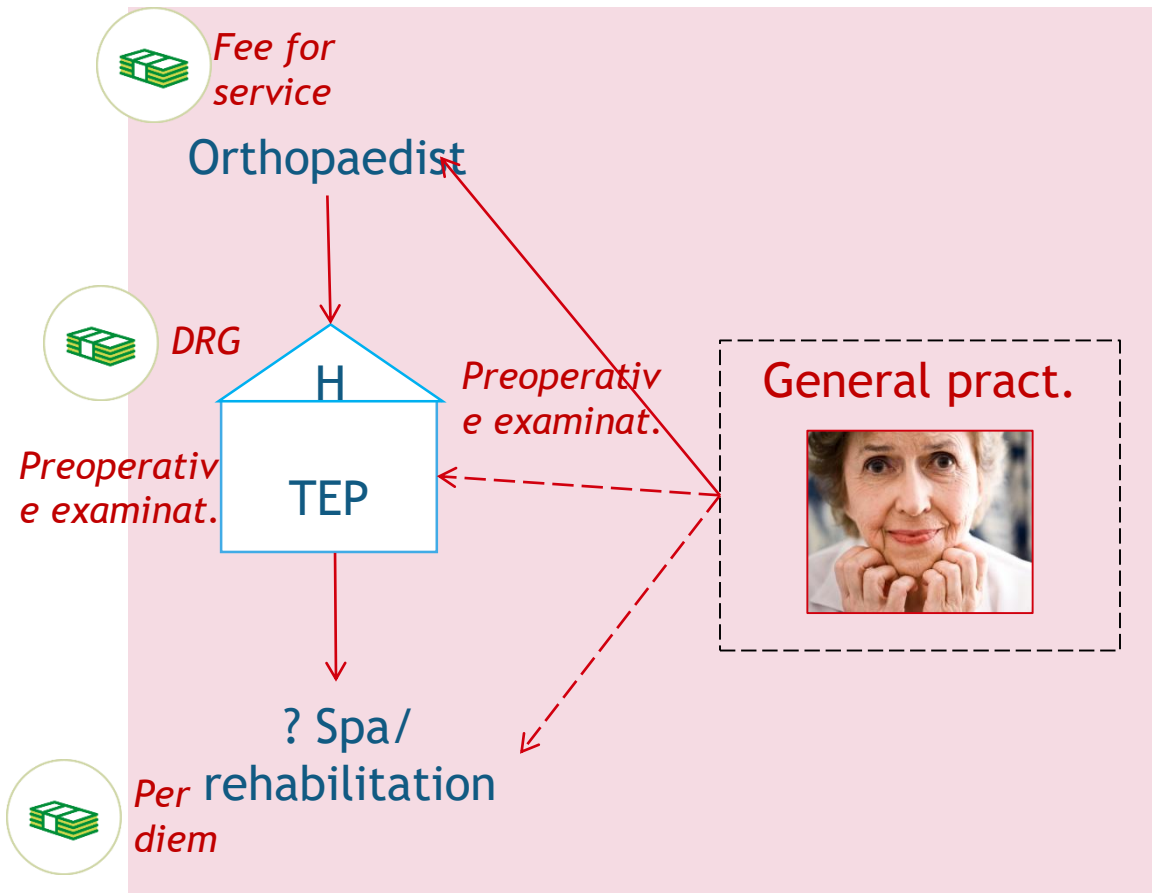 Fee for
service
Orthopaedist
DRG
H
Preoperativ
e examinat.
General pract.
Preoperativ
e examinat.
TEP
? Spa/
rehabilitation
Per
diem